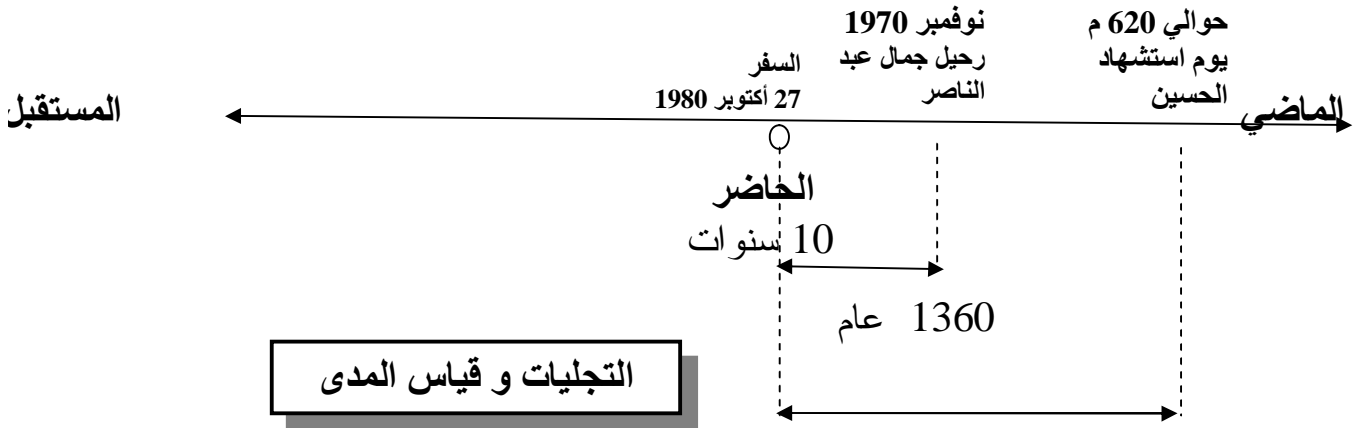 حوالي 620 م
يوم استشهاد
الحسين
نوفمبر 1970
رحيل جمال عبد
الناصر
السفر
27 أكتوبر 1980
الماضي
المستقبل
الحاضر
10 سنوات
1360 عام
التجليات و قياس المدى